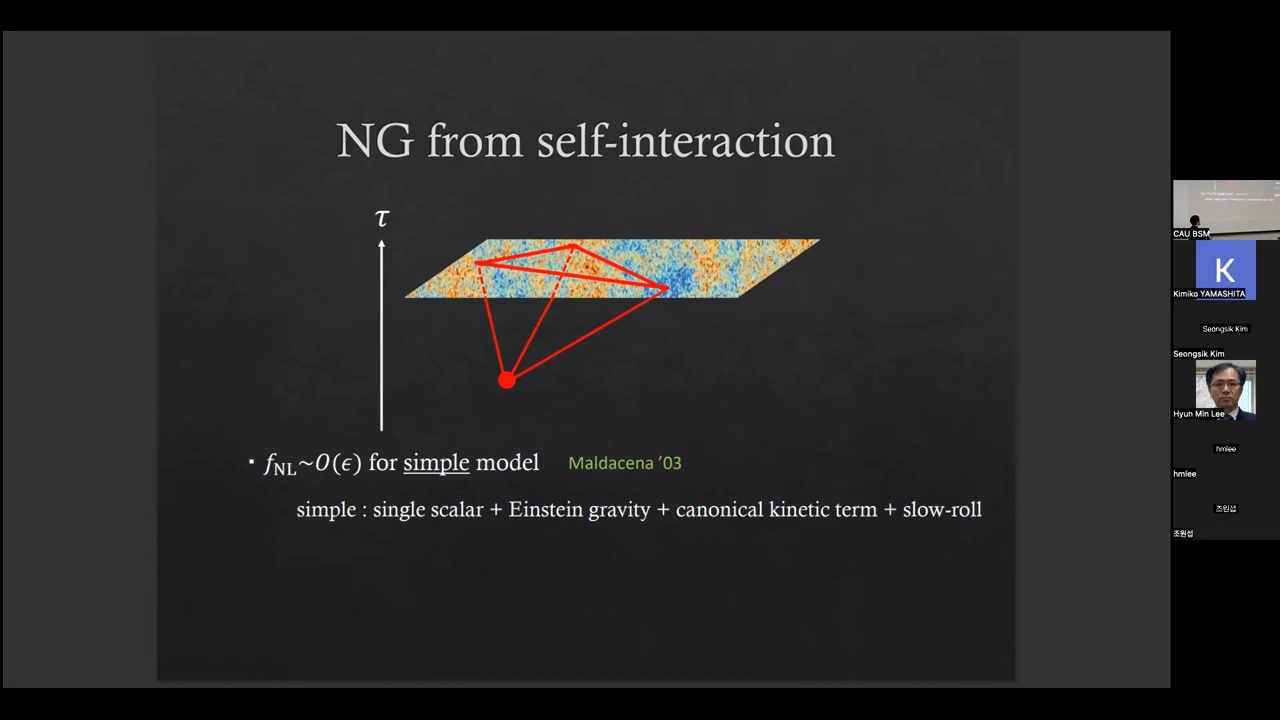 NG from self-interaction
τ
▪ f_NL~O(ϵ) for simple model Maldacena ’03
simple : single scalar + Einstein gravity + canonical kinetic term + slow-roll
CAU BSM
K
Kimiko YAMASHITA
Seongsik Kim
Seongsik Kim
Hyun Min Lee
hmlee
hmlee
조원섭
조원섭